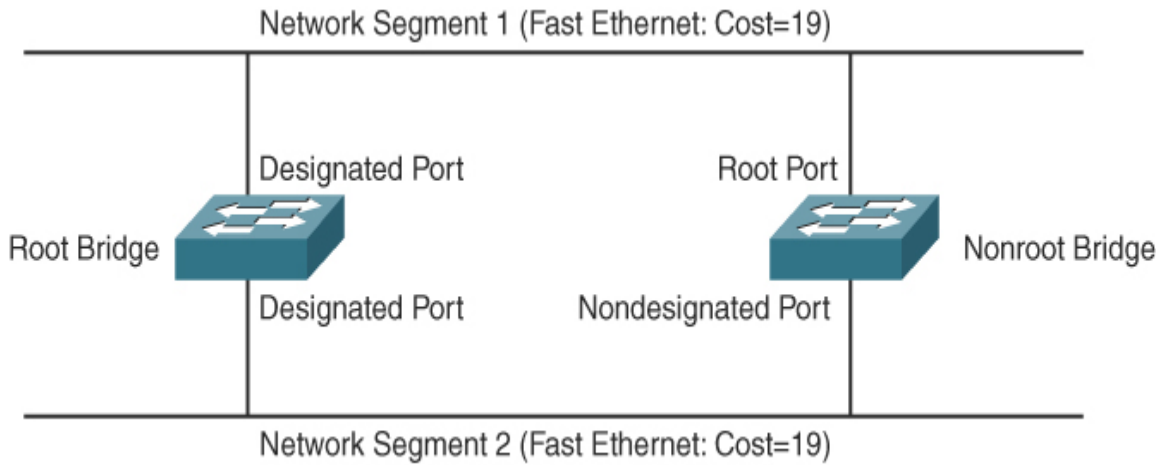 Network Segment 1 (Fast Ethernet: Cost=19)
Designated Port
Root Port
Root Bridge
Nonroot Bridge
Designated Port
Nondesignated Port
Network Segment 2 (Fast Ethernet: Cost=19)